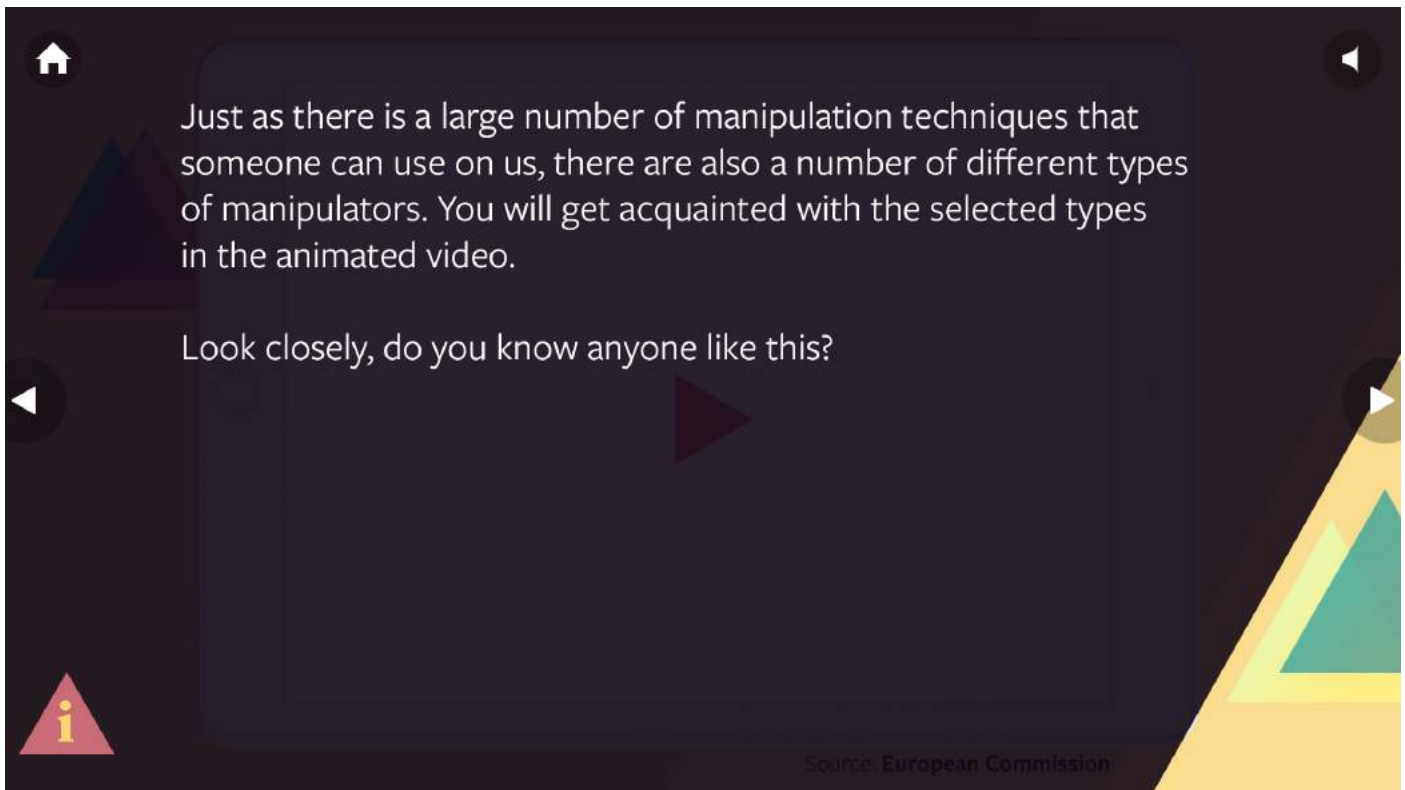 Just as there is a large number of manipulation techniques that
someone can use on us, there are also a number of different types
of manipulators. You will get acquainted with the selected types
in the animated video.
Look closely, do you know anyone like this?
i
Source: European Commission